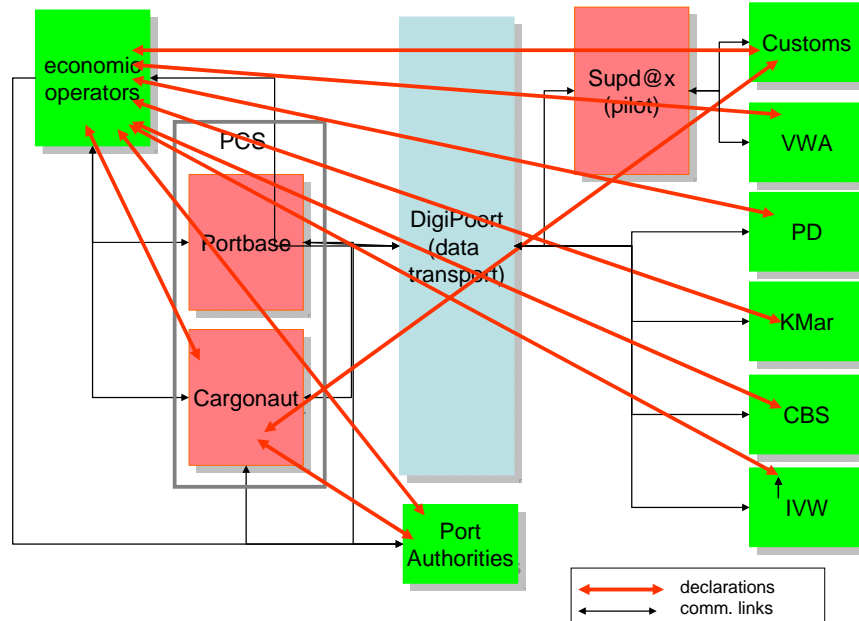 economic
operators
PCS
Portbase
Cargonaut
DigiPoort
(data
transport)
Supd@x
(pilot)
Customs
VWA
PD
KMar
CBS
IVW
Port
Authorities
declarations
comm. links